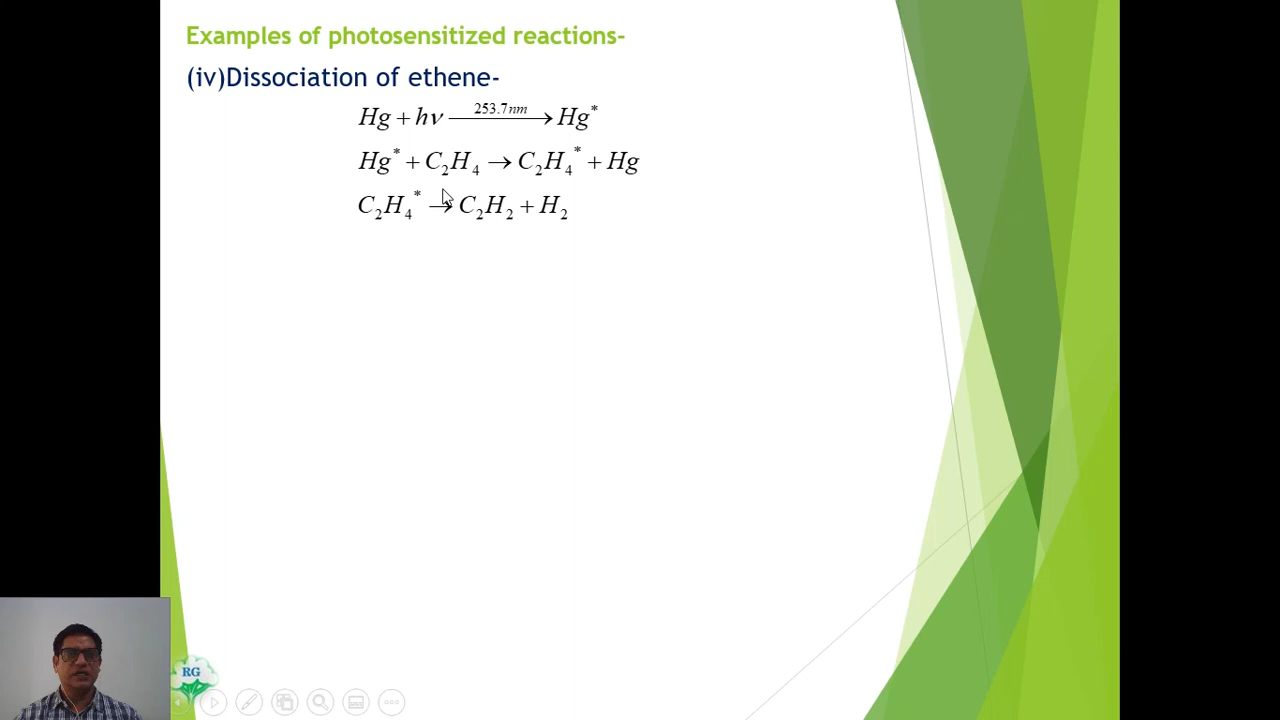 Examples of photosensitized reactions-
(iv)Dissociation of ethene-
Hg + hν —253.7nm→ Hg*
Hg* + C₂H₄ → C₂H₄* + Hg
C₂H₄* → C₂H₂ + H₂
RG